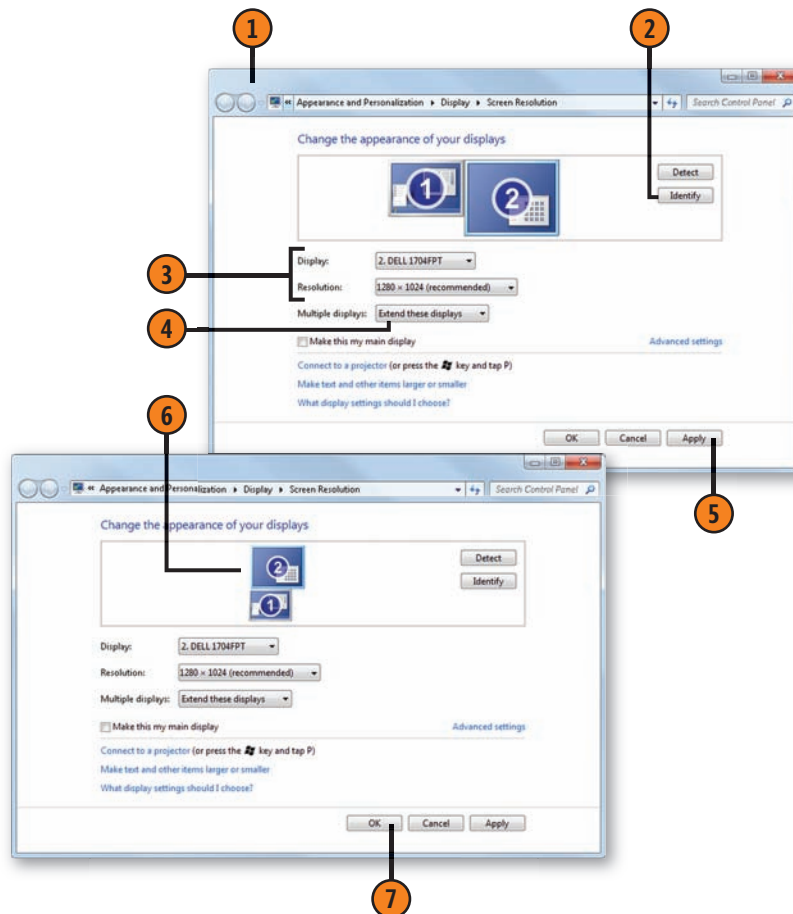 1
2
« Appearance and Personalization ▸ Display ▸ Screen Resolution
Search Control Panel
Change the appearance of your displays
1
2
Detect
Identify
3
Display:
2. DELL 1704FPT
Resolution:
1280 × 1024 (recommended)
Multiple displays:
Extend these displays
4
Make this my main display
Advanced settings
Connect to a projector (or press the key and tap P)
Make text and other items larger or smaller
What display settings should I choose?
6
OK
Cancel
Apply
5
« Appearance and Personalization ▸ Display ▸ Screen Resolution
Search Control Panel
Change the appearance of your displays
2
1
Detect
Identify
Display:
2. DELL 1704FPT
Resolution:
1280 × 1024 (recommended)
Multiple displays:
Extend these displays
Make this my main display
Advanced settings
Connect to a projector (or press the key and tap P)
Make text and other items larger or smaller
What display settings should I choose?
OK
Cancel
Apply
7